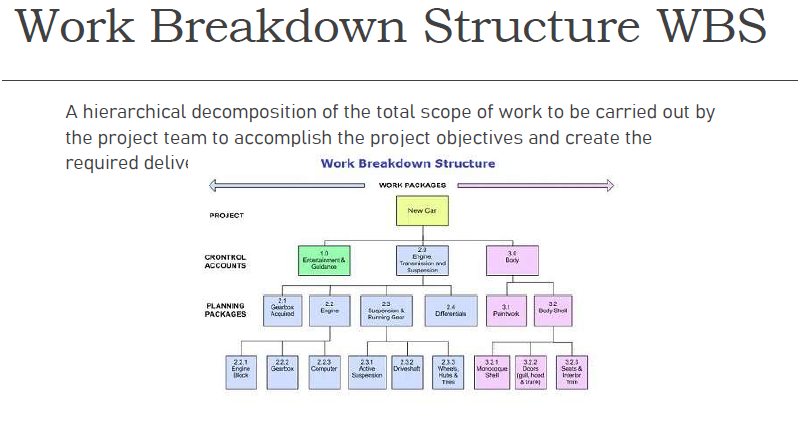 Work Breakdown Structure WBS
A hierarchical decomposition of the total scope of work to be carried out by
the project team to accomplish the project objectives and create the
required delive
Work Breakdown Structure
WORK PACKAGES
PROJECT
New Car
CRONTROL
ACCOUNTS
1.0
Entertainment &
Guidance
2.0
Engine,
Transmission and
Suspension
3.0
Body
PLANNING
PACKAGES
2.1
Gearbox
Acquired
2.2
Engine
2.3
Suspension &
Running Gear
2.4
Differentials
3.1
Paintwork
3.2
Body Shell
2.2.1
Engine
Block
2.2.2
Gearbox
2.2.3
Computer
2.3.1
Active
Suspension
2.3.2
Driveshaft
2.3.3
Wheels,
Hubs &
Tires
3.2.1
Monocoque
Shell
3.2.2
Doors
(gull, hood
& trunk)
3.2.3
Seats &
Interior
Trim